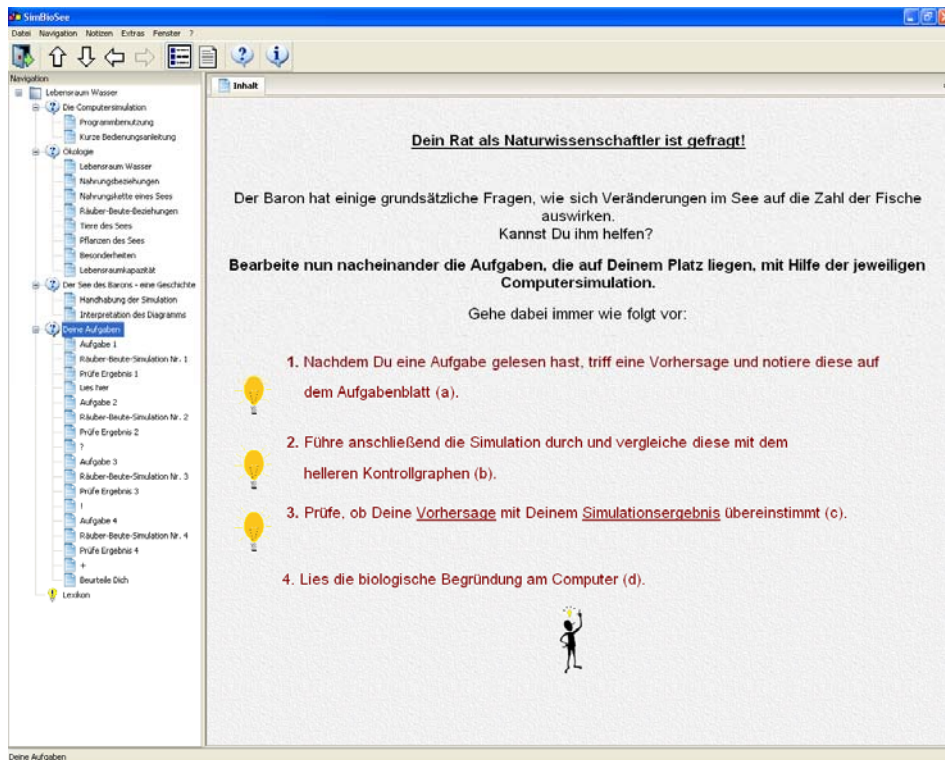 SimBioSee
Datei Navigation Notizen Extras Fenster ?
Navigation
Lebensraum Wasser
Die Computersimulation
Programmbenutzung
Kurze Bedienungsanleitung
Ökologie
Lebensraum Wasser
Nahrungsbeziehungen
Nahrungskette eines Sees
Räuber-Beute-Beziehungen
Tiere des Sees
Pflanzen des Sees
Besonderheiten
Lebensraumkapazität
Der See des Barons - eine Geschichte
Handhabung der Simulation
Interpretation des Diagramms
Deine Aufgaben
Aufgabe 1
Räuber-Beute-Simulation Nr. 1
Prüfe Ergebnis 1
Lies hier
Aufgabe 2
Räuber-Beute-Simulation Nr. 2
Prüfe Ergebnis 2
?
Aufgabe 3
Räuber-Beute-Simulation Nr. 3
Prüfe Ergebnis 3
!
Aufgabe 4
Räuber-Beute-Simulation Nr. 4
Prüfe Ergebnis 4
+
Beurteile Dich
Lexikon
Inhalt
Dein Rat als Naturwissenschaftler ist gefragt!
Der Baron hat einige grundsätzliche Fragen, wie sich Veränderungen im See auf die Zahl der Fische
auswirken.
Kannst Du ihm helfen?
Bearbeite nun nacheinander die Aufgaben, die auf Deinem Platz liegen, mit Hilfe der jeweiligen
Computersimulation.
Gehe dabei immer wie folgt vor:
1. Nachdem Du eine Aufgabe gelesen hast, triff eine Vorhersage und notiere diese auf
dem Aufgabenblatt (a).
2. Führe anschließend die Simulation durch und vergleiche diese mit dem
helleren Kontrollgraphen (b).
3. Prüfe, ob Deine Vorhersage mit Deinem Simulationsergebnis übereinstimmt (c).
4. Lies die biologische Begründung am Computer (d).
Deine Aufgaben